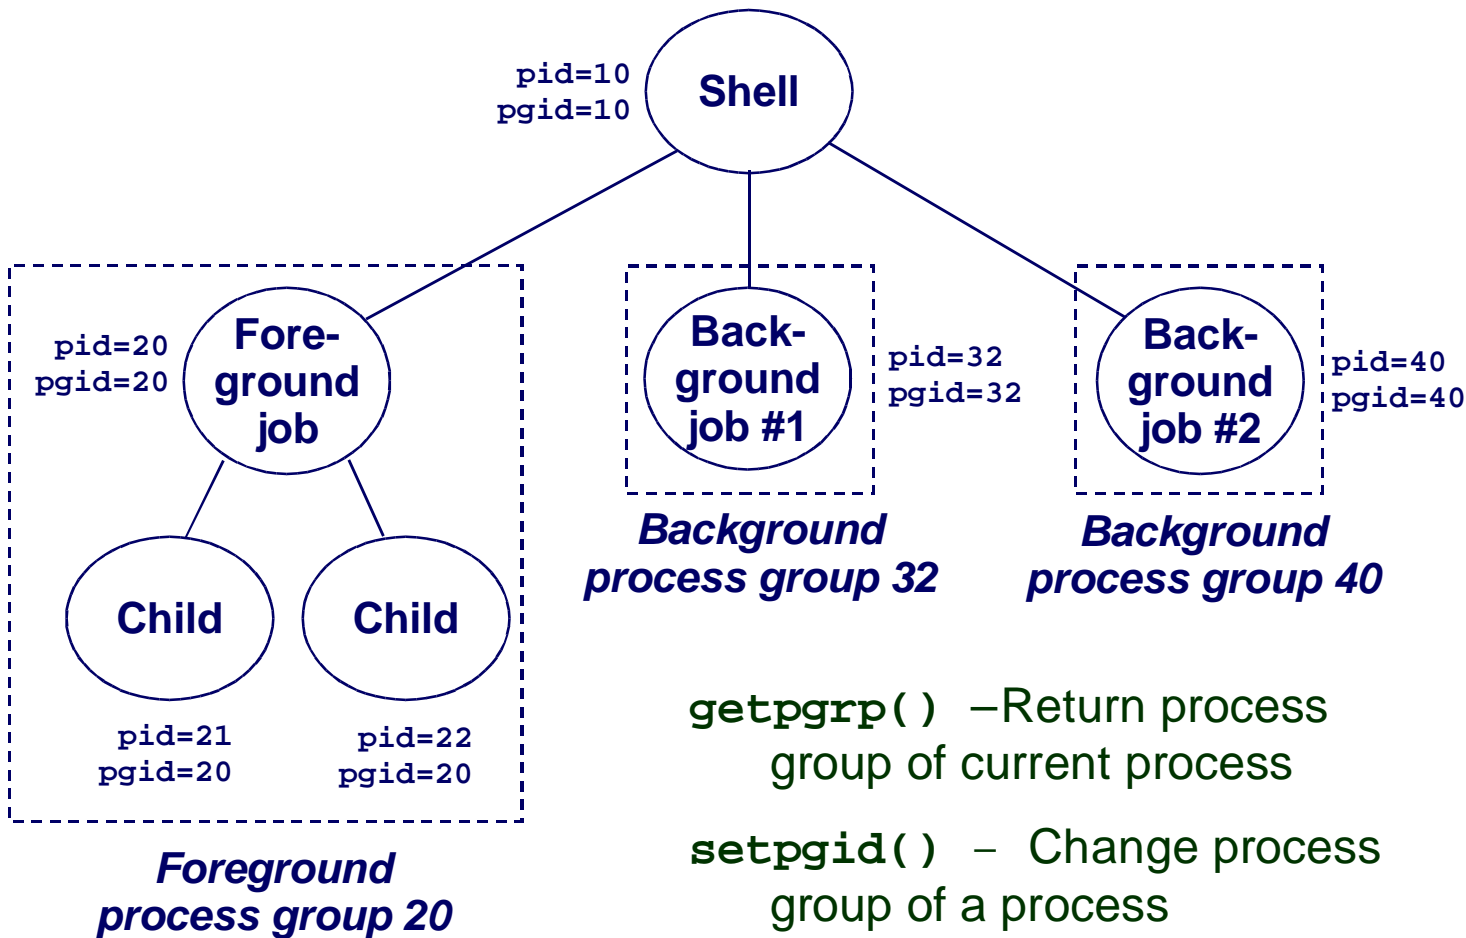 pid=10
pgid=10
Shell
pid=20
pgid=20
Fore-
ground
job
Back-
ground
job #1
pid=32
pgid=32
Back-
ground
job #2
pid=40
pgid=40
Background
process group 32
Background
process group 40
Child
Child
pid=21
pgid=20
pid=22
pgid=20
getpgrp() –Return process
group of current process
setpgid() – Change process
group of a process
Foreground
process group 20